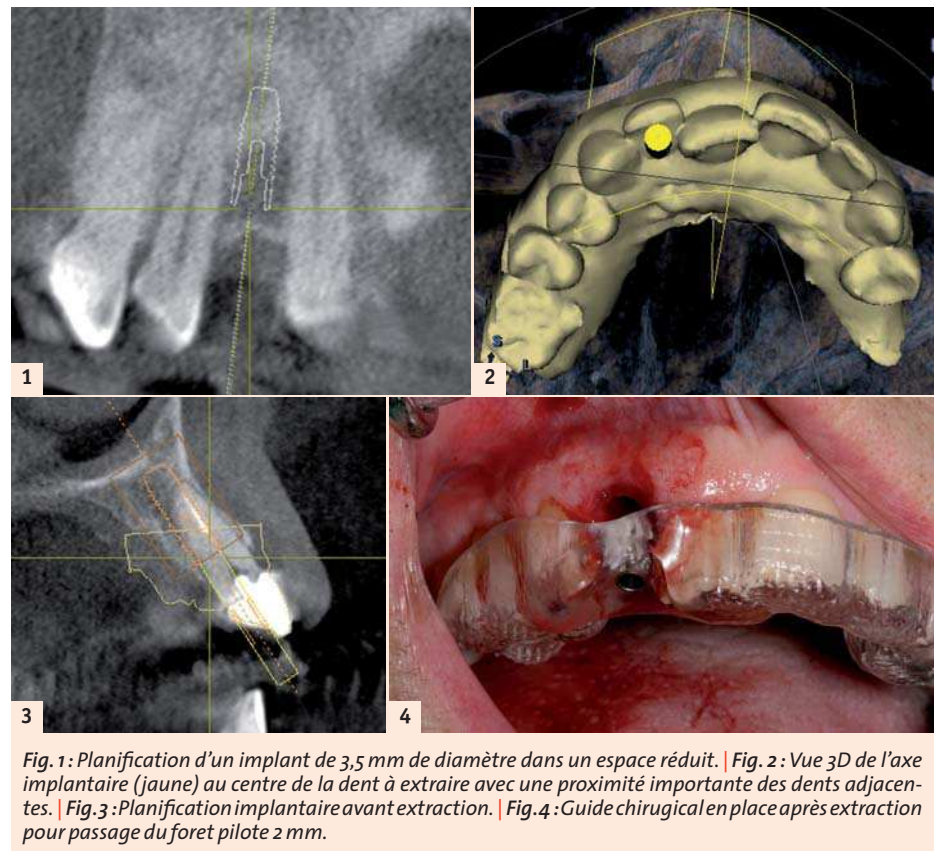 1
2
3
4
Fig. 1 : Planification d’un implant de 3,5 mm de diamètre dans un espace réduit. | Fig. 2 : Vue 3D de l’axe
implantaire (jaune) au centre de la dent à extraire avec une proximité importante des dents adjacen-
tes. | Fig.3 : Planification implantaire avant extraction. | Fig.4 : Guide chirugical en place après extraction
pour passage du foret pilote 2 mm.